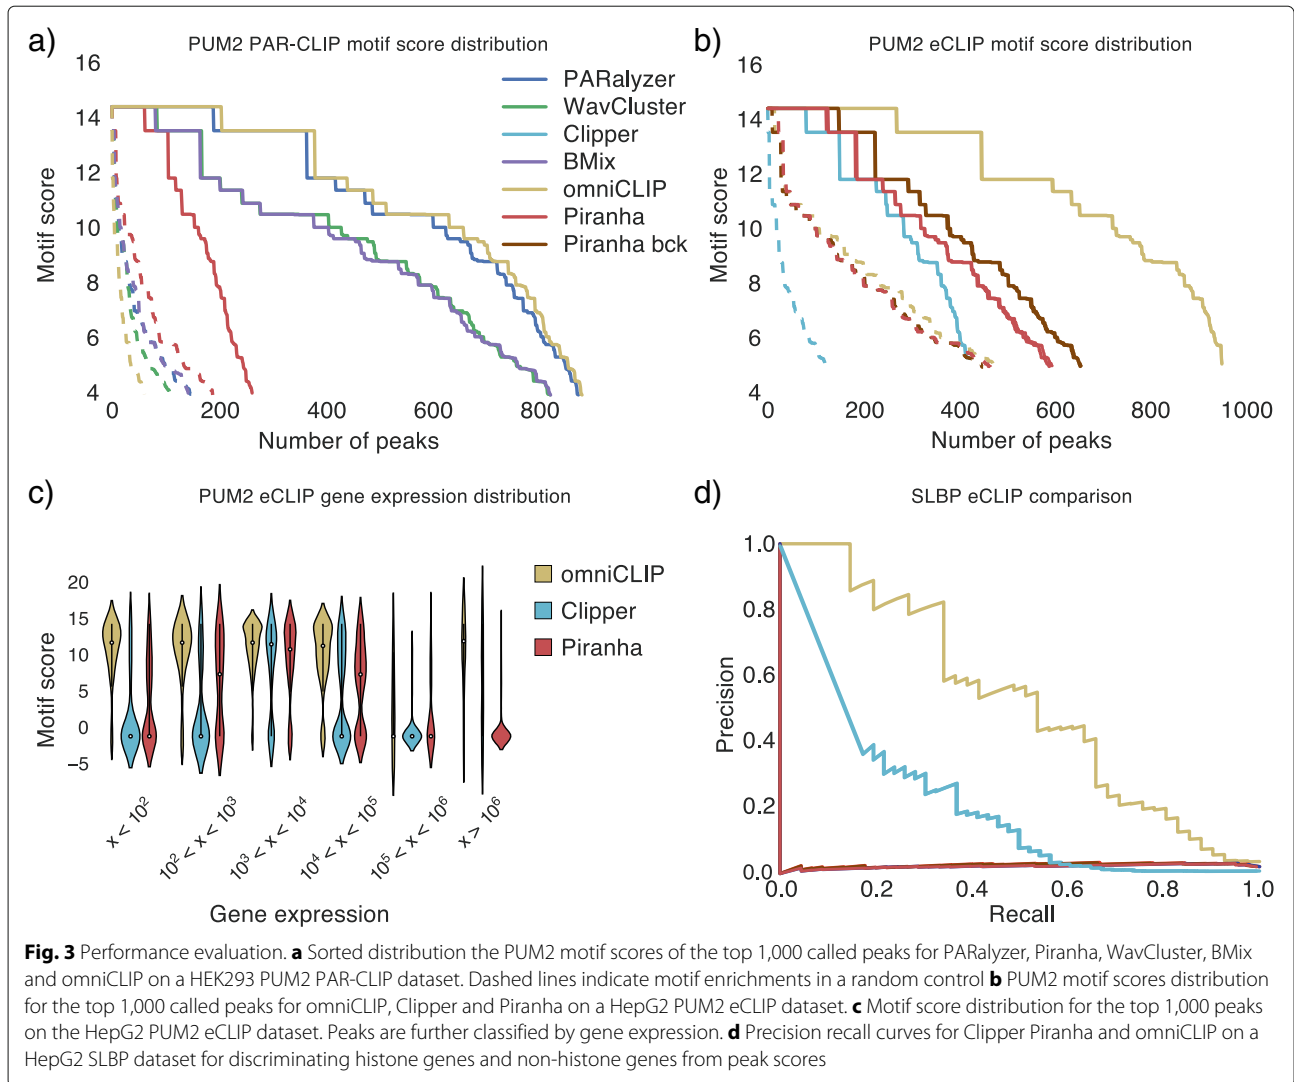 a)
PUM2 PAR-CLIP motif score distribution
16
14
12
10
8
6
4
Motif score
0
200
400
600
800
Number of peaks
PARalyzer
WavCluster
Clipper
BMix
omniCLIP
Piranha
Piranha bck
b)
PUM2 eCLIP motif score distribution
16
14
12
10
8
6
4
Motif score
0
200
400
600
800
1000
Number of peaks
c)
PUM2 eCLIP gene expression distribution
20
15
10
5
0
−5
Motif score
x < 10²
10² < x < 10³
10³ < x < 10⁴
10⁴ < x < 10⁵
10⁵ < x < 10⁶
x > 10⁶
Gene expression
omniCLIP
Clipper
Piranha
d)
SLBP eCLIP comparison
1.0
0.8
0.6
0.4
0.2
0.0
Precision
0.0
0.2
0.4
0.6
0.8
1.0
Recall
Fig. 3 Performance evaluation. a Sorted distribution the PUM2 motif scores of the top 1,000 called peaks for PARalyzer, Piranha, WavCluster, BMix
and omniCLIP on a HEK293 PUM2 PAR-CLIP dataset. Dashed lines indicate motif enrichments in a random control b PUM2 motif scores distribution
for the top 1,000 called peaks for omniCLIP, Clipper and Piranha on a HepG2 PUM2 eCLIP dataset. c Motif score distribution for the top 1,000 peaks
on the HepG2 PUM2 eCLIP dataset. Peaks are further classified by gene expression. d Precision recall curves for Clipper Piranha and omniCLIP on a
HepG2 SLBP dataset for discriminating histone genes and non-histone genes from peak scores